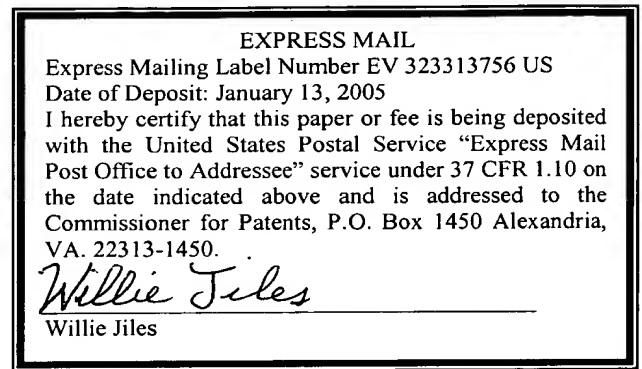 EXPRESS MAIL
Express Mailing Label Number EV 323313756 US
Date of Deposit: January 13, 2005
I hereby certify that this paper or fee is being deposited
with the United States Postal Service “Express Mail
Post Office to Addressee” service under 37 CFR 1.10 on
the date indicated above and is addressed to the
Commissioner for Patents, P.O. Box 1450 Alexandria,
VA. 22313-1450.
Willie Jiles
Willie Jiles